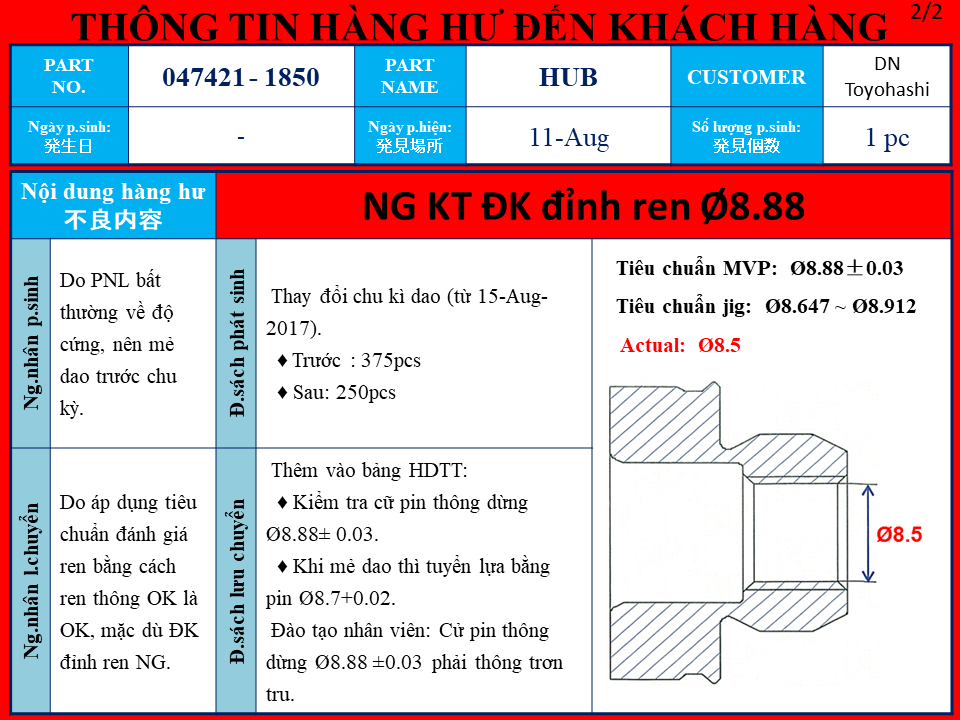 THÔNG TIN HÀNG HƯ ĐẾN KHÁCH HÀNG
2/2
PART
NO.
047421 - 1850
PART
NAME
HUB
CUSTOMER
DN
Toyohashi
Ngày p.sinh:
発生日
-
Ngày p.hiện:
発見場所
11-Aug
Số lượng p.sinh:
発見個数
1 pc
Nội dung hàng hư
不良内容
NG KT ĐK đỉnh ren Ø8.88
Ng.nhân p.sinh
Do PNL bất
thường về độ
cứng, nên mẻ
dao trước chu
kỳ.
Đ.sách phát sinh
Thay đổi chu kì dao (từ 15-Aug-
2017).
♦ Trước : 375pcs
♦ Sau: 250pcs
Ng.nhân l.chuyển
Do áp dụng tiêu
chuẩn đánh giá
ren bằng cách
ren thông OK là
OK, mặc dù ĐK
đỉnh ren NG.
Đ.sách lưu chuyển
Thêm vào bảng HDTT:
♦ Kiểm tra cữ pin thông dừng
Ø8.88± 0.03.
♦ Khi mẻ dao thì tuyển lựa bằng
pin Ø8.7+0.02.
Đào tạo nhân viên: Cử pin thông
dừng Ø8.88 ±0.03 phải thông trơn
tru.
Tiêu chuẩn MVP: Ø8.88±0.03
Tiêu chuẩn jig: Ø8.647 ~ Ø8.912
Actual: Ø8.5
Ø8.5